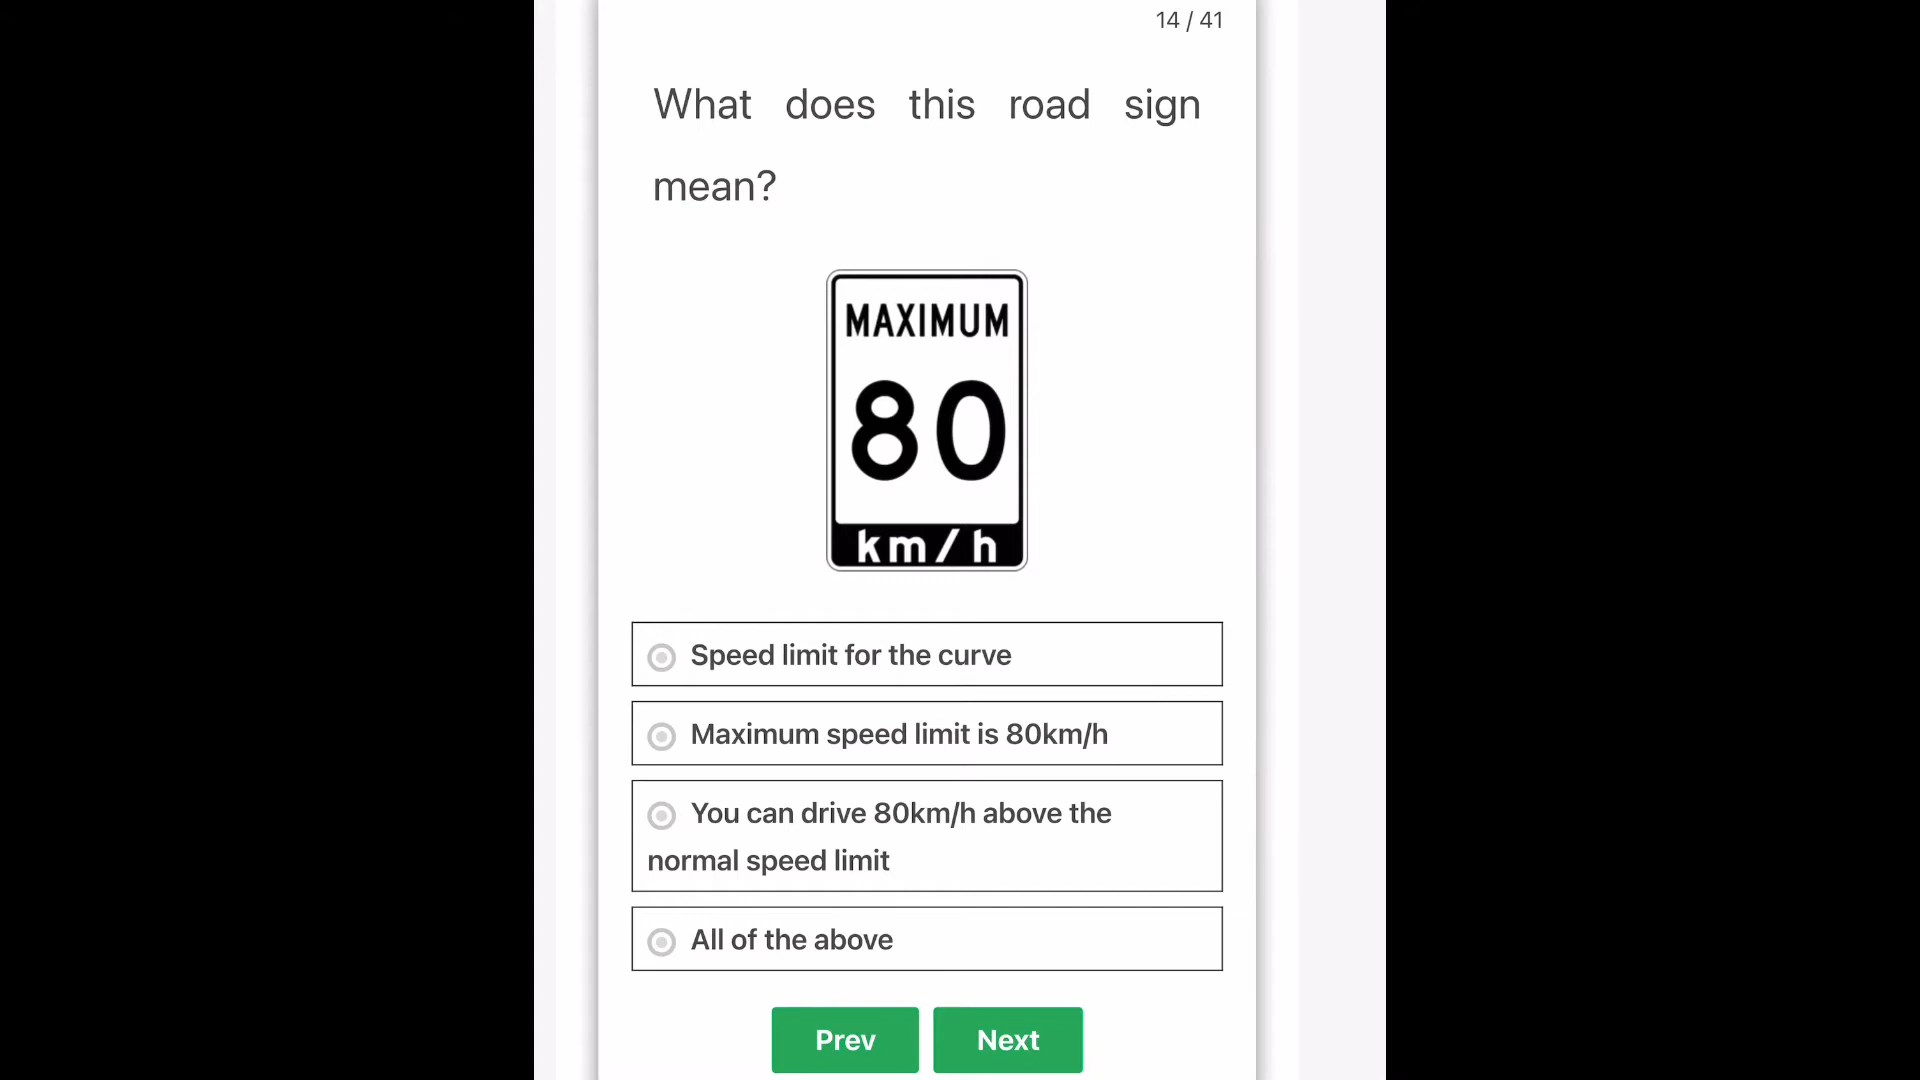 14 / 41
What does this road sign
mean?
MAXIMUM
80
km/h
Speed limit for the curve
Maximum speed limit is 80km/h
You can drive 80km/h above the
normal speed limit
All of the above
Prev
Next